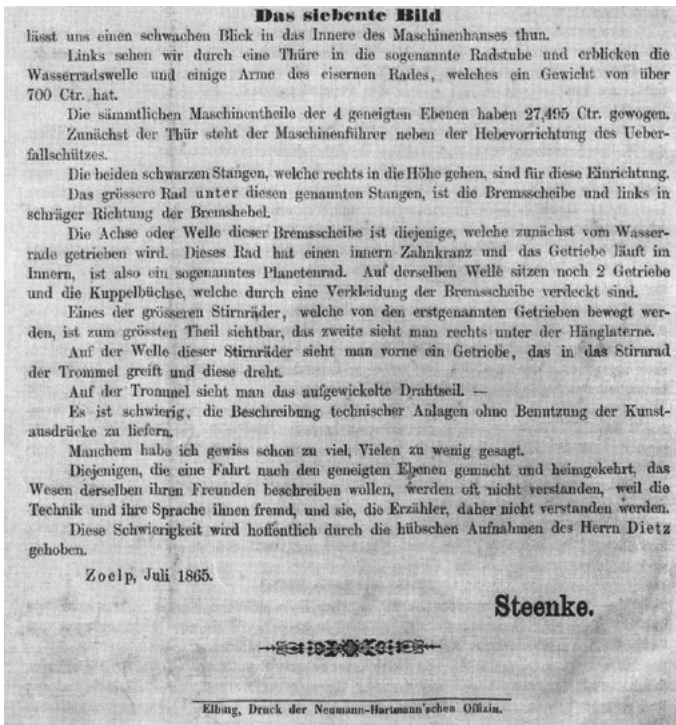 Das siebente Bild
lässt uns einen schwachen Blick in das Innere des Maschinenhauses thun.
Links sehen wir durch eine Thüre in die sogenannte Radstube und erblicken die
Wasserradswelle und einige Arme des eisernen Rades, welches ein Gewicht von über
700 Ctr. hat.
Die sämmtlichen Maschinentheile der 4 geneigten Ebenen haben 27,495 Ctr. gewogen.
Zunächst der Thür steht der Maschinenführer neben der Hebevorrichtung des Ueber-
fallschützes.
Die beiden schwarzen Stangen, welche rechts in die Höhe gehen, sind für diese Einrichtung.
Das grössere Rad unter diesen genannten Stangen, ist die Bremsscheibe und links in
schräger Richtung der Bremshebel.
Die Achse oder Welle dieser Bremsscheibe ist diejenige, welche zunächst vom Wasser-
rade getrieben wird. Dieses Rad hat einen innern Zahnkranz und das Getriebe läuft im
Innern, ist also ein sogenanntes Planetenrad. Auf derselben Welle sitzen noch 2 Getriebe
und die Kuppelbüchse, welche durch eine Verkleidung der Bremsscheibe verdeckt sind.
Eines der grösseren Stirnräder, welche von den erstgenannten Getrieben bewegt wer-
den, ist zum grössten Theil sichtbar, das zweite sieht man rechts unter der Hänglaterne.
Auf der Welle dieser Stirnräder sieht man vorne ein Getriebe, das in das Stirnrad
der Trommel greift und diese dreht.
Auf der Trommel sieht man das aufgewickelte Drahtseil. —
Es ist schwierig, die Beschreibung technischer Anlagen ohne Benutzung der Kunst-
ausdrücke zu liefern.
Manchem habe ich gewiss schon zu viel, Vielen zu wenig gesagt.
Diejenigen, die eine Fahrt nach den geneigten Ebenen gemacht und heimgekehrt, das
Wesen derselben ihren Freunden beschreiben wollen, werden oft nicht verstanden, weil die
Technik und ihre Sprache ihnen fremd, und sie, die Erzähler, daher nicht verstanden werden.
Diese Schwierigkeit wird hoffentlich durch die hübschen Aufnahmen des Herrn Dietz
gehoben.
Zoelp, Juli 1865.
Steenke.
Elbing, Druck der Neumann-Hartmann'schen Offizin.